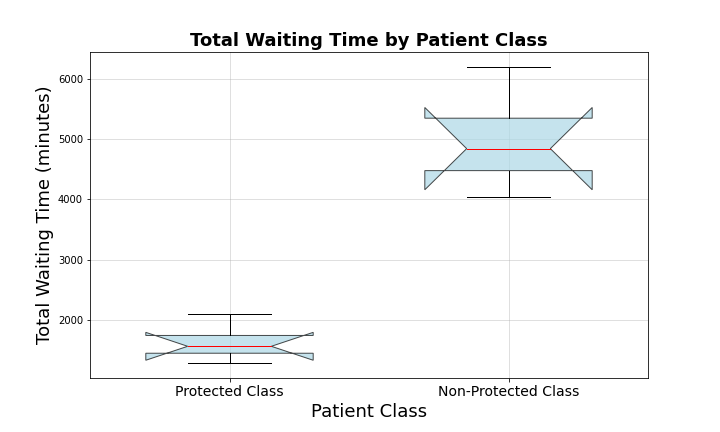 Total Waiting Time by Patient Class
Total Waiting Time (minutes)
6000
5000
4000
3000
2000
Protected Class
Non-Protected Class
Patient Class